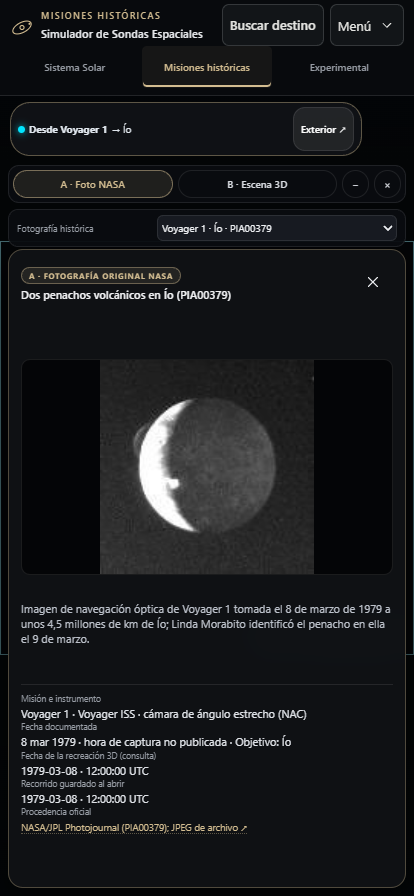 MISIONES HISTÓRICAS
Simulador de Sondas Espaciales
Buscar destino
Menú
Sistema Solar
Misiones históricas
Experimental
Desde Voyager 1 → Ío
Exterior ↗
A · Foto NASA
B · Escena 3D
−
×
Fotografía histórica
Voyager 1 · Ío · PIA00379
A · FOTOGRAFÍA ORIGINAL NASA
Dos penachos volcánicos en Ío (PIA00379)
Imagen de navegación óptica de Voyager 1 tomada el 8 de marzo de 1979 a
unos 4,5 millones de km de Ío; Linda Morabito identificó el penacho en ella
el 9 de marzo.
Misión e instrumento
Voyager 1 · Voyager ISS · cámara de ángulo estrecho (NAC)
Fecha documentada
8 mar 1979 · hora de captura no publicada · Objetivo: Ío
Fecha de la recreación 3D (consulta)
1979-03-08 · 12:00:00 UTC
Recorrido guardado al abrir
1979-03-08 · 12:00:00 UTC
Procedencia oficial
NASA/JPL Photojournal (PIA00379); JPEG de archivo ↗